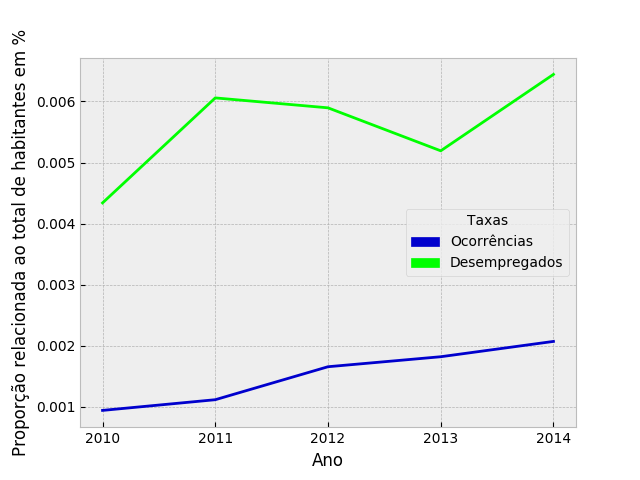 Proporção relacionada ao total de habitantes em %
0.006
0.005
0.004
0.003
0.002
0.001
Taxas
Ocorrências
Desempregados
2010 2011 2012 2013 2014
Ano